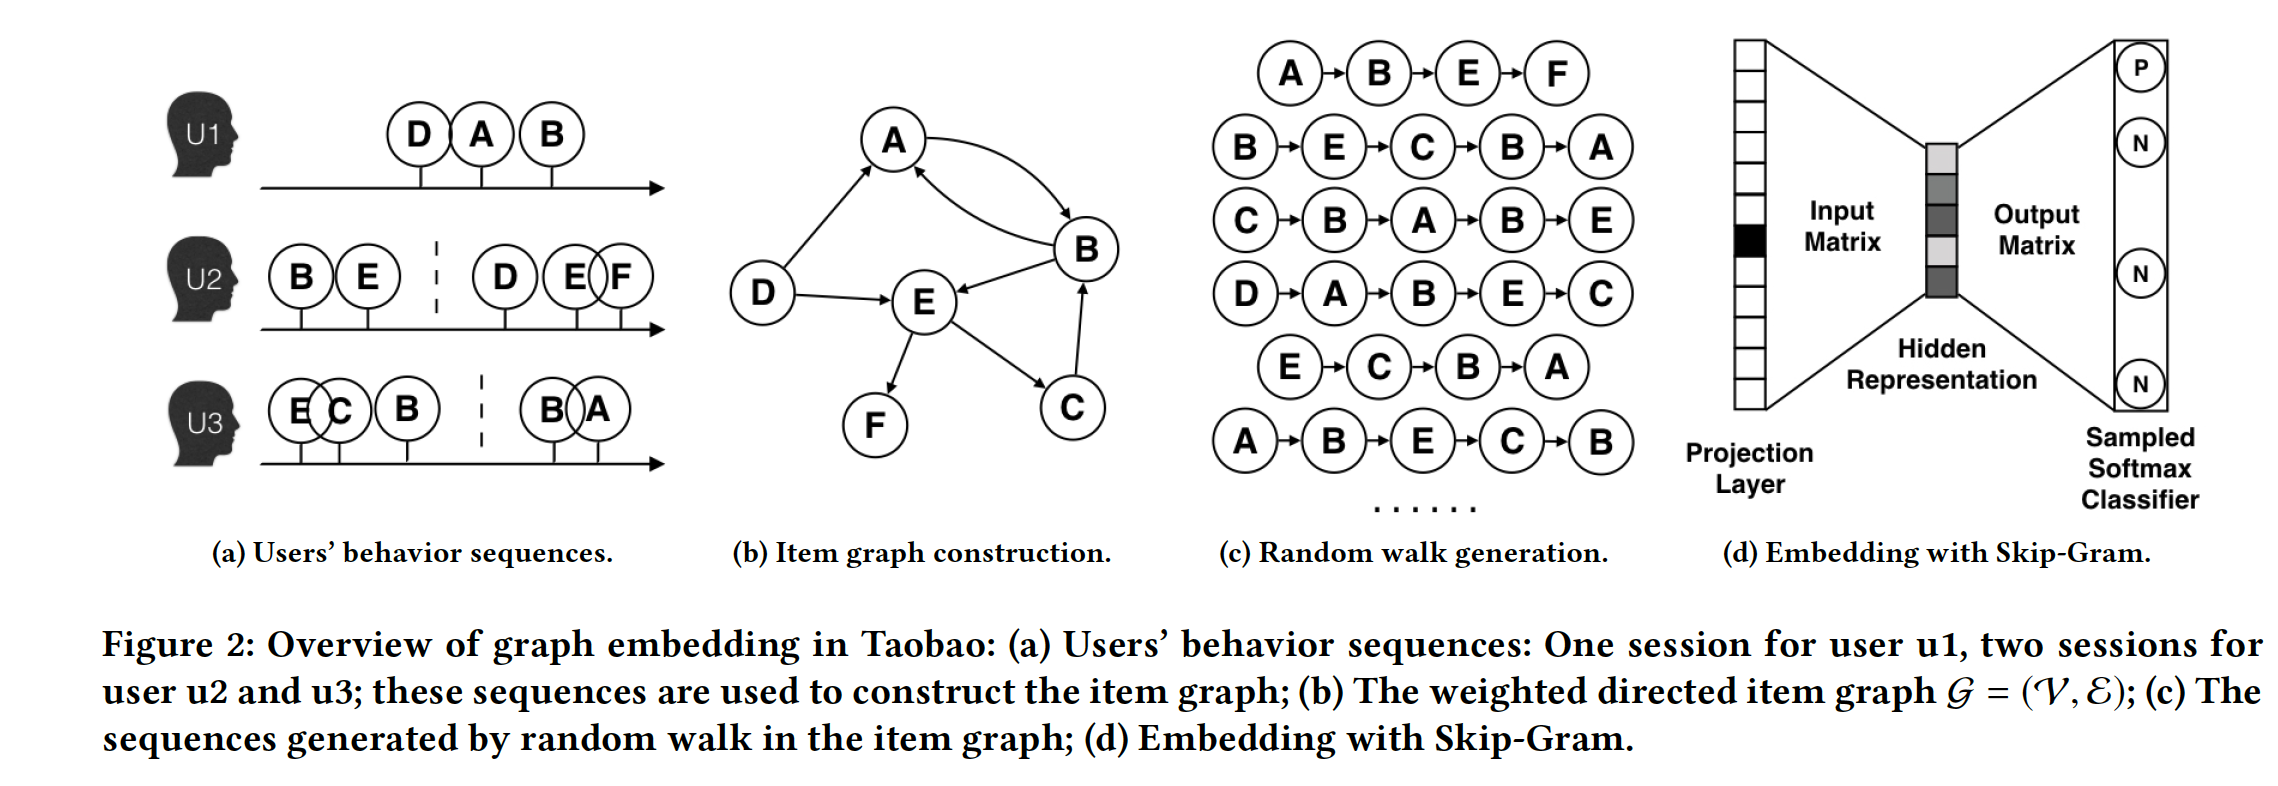 U1
D A B
U2
B E D E F
U3
E C B B A
A
B
D
E
C
F
A B E F
B E C B A
C B A B E
D A B E C
E C B A
A B E C B
......
Input
Matrix
Output
Matrix
Hidden
Representation
Projection
Layer
P
N
N
N
Sampled
Softmax
Classifier
(a) Users’ behavior sequences.
(b) Item graph construction.
(c) Random walk generation.
(d) Embedding with Skip-Gram.
Figure 2: Overview of graph embedding in Taobao: (a) Users’ behavior sequences: One session for user u1, two sessions for
user u2 and u3; these sequences are used to construct the item graph; (b) The weighted directed item graph 𝒢 = (𝒱, ℰ); (c) The
sequences generated by random walk in the item graph; (d) Embedding with Skip-Gram.